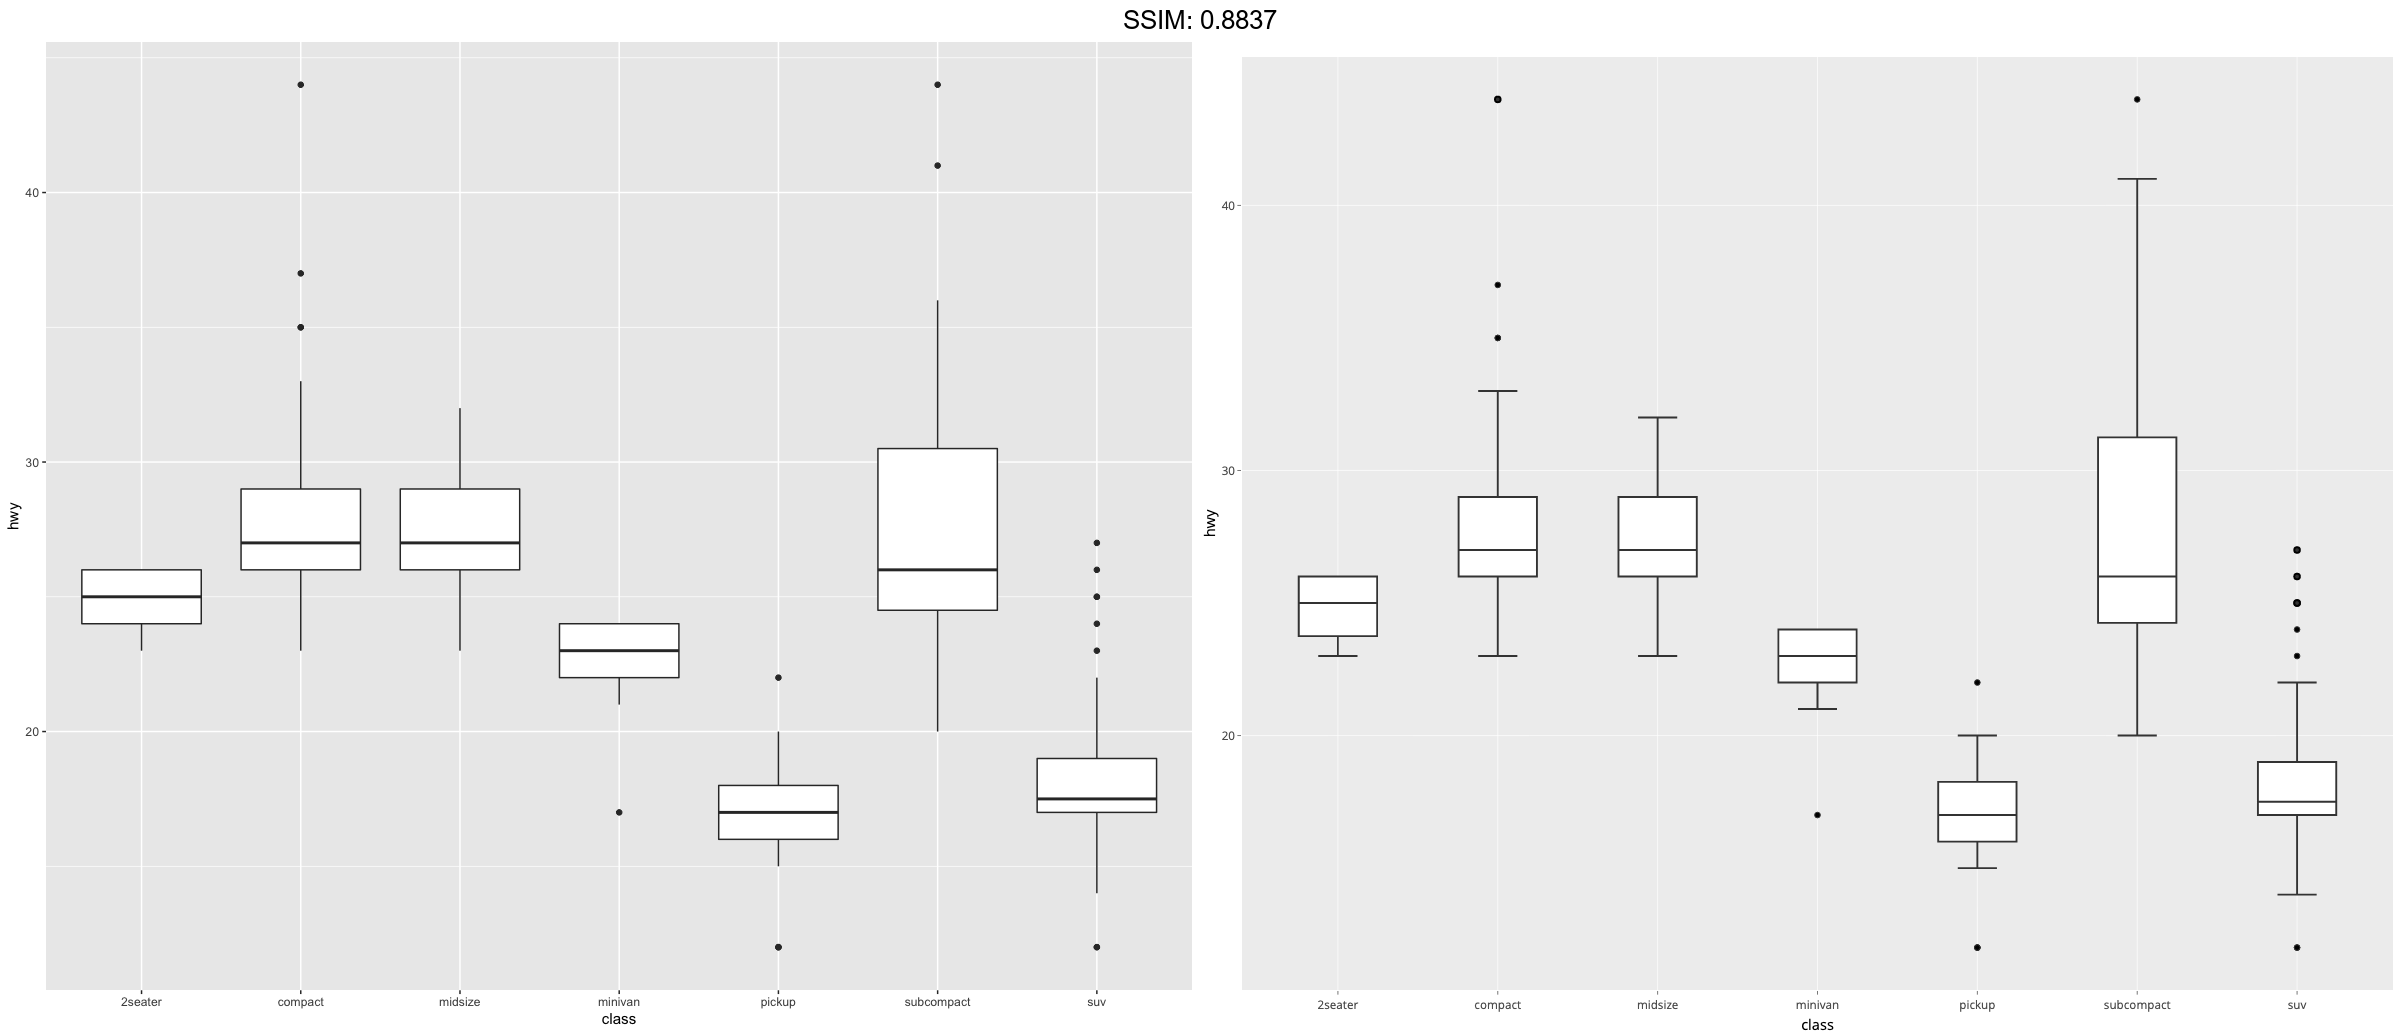 SSIM: 0.8837
40
30
20
hwy
2seater compact midsize minivan pickup subcompact suv
class
40
30
20
hwy
2seater compact midsize minivan pickup subcompact suv
class